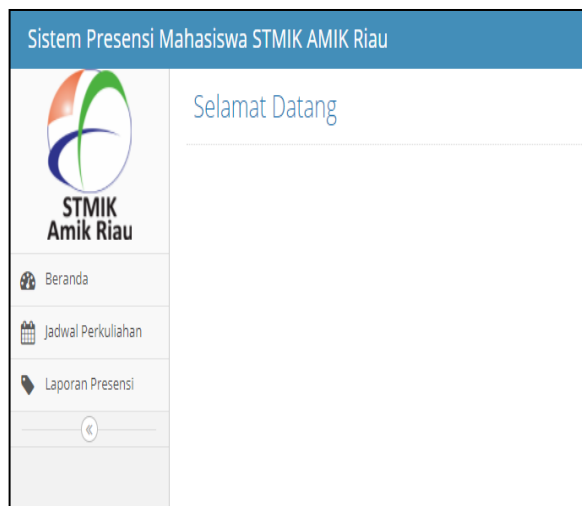 Sistem Presensi Mahasiswa STMIK AMIK Riau
STMIK
Amik Riau
Selamat Datang
Beranda
Jadwal Perkuliahan
Laporan Presensi